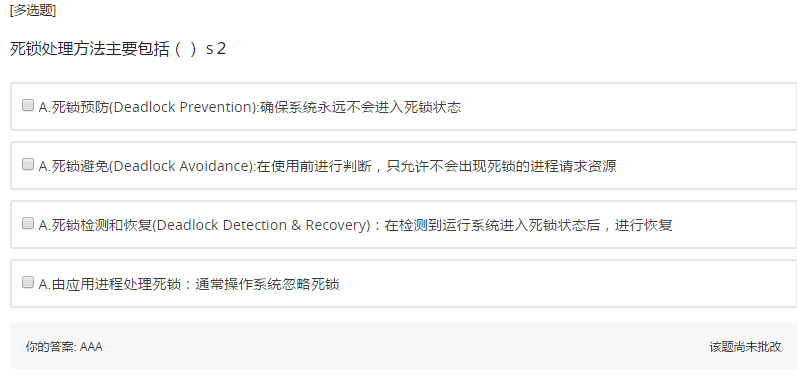 [多选题]
死锁处理方法主要包括（ ） s 2
A.死锁预防(Deadlock Prevention):确保系统永远不会进入死锁状态
A.死锁避免(Deadlock Avoidance):在使用前进行判断，只允许不会出现死锁的进程请求资源
A.死锁检测和恢复(Deadlock Detection & Recovery)：在检测到运行系统进入死锁状态后，进行恢复
A.由应用进程处理死锁：通常操作系统忽略死锁
你的答案: AAA 该题尚未批改